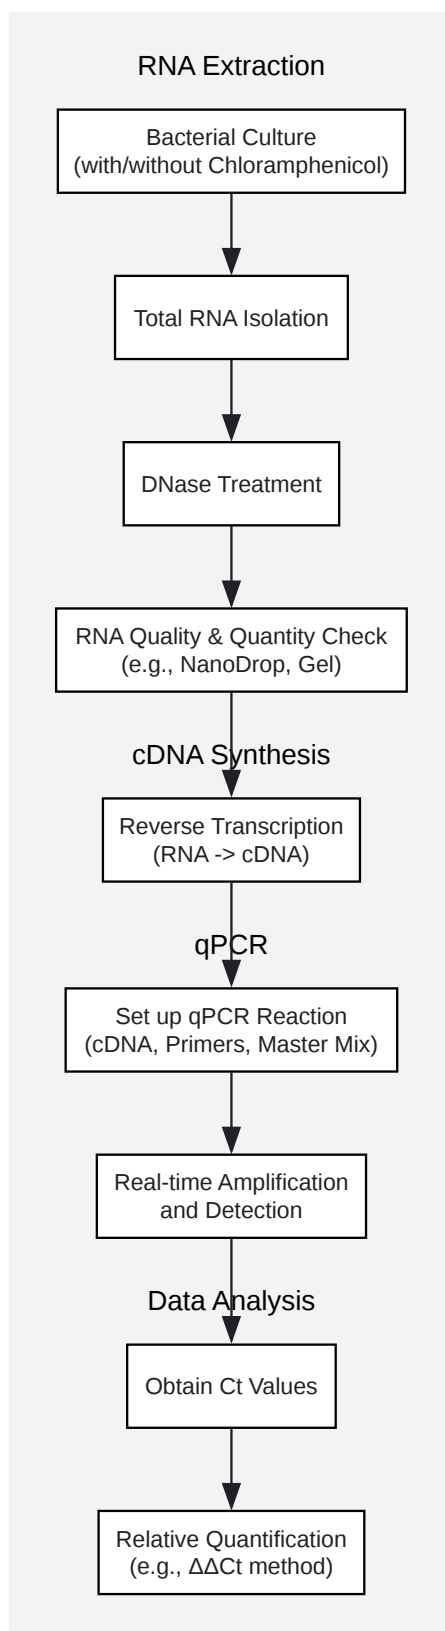 RNA Extraction
Bacterial Culture
(with/without Chloramphenicol)
Total RNA Isolation
DNase Treatment
RNA Quality & Quantity Check
(e.g., NanoDrop, Gel)
cDNA Synthesis
Reverse Transcription
(RNA -> cDNA)
qPCR
Set up qPCR Reaction
(cDNA, Primers, Master Mix)
Real-time Amplification
and Detection
Data Analysis
Obtain Ct Values
Relative Quantification
(e.g., ΔΔCt method)